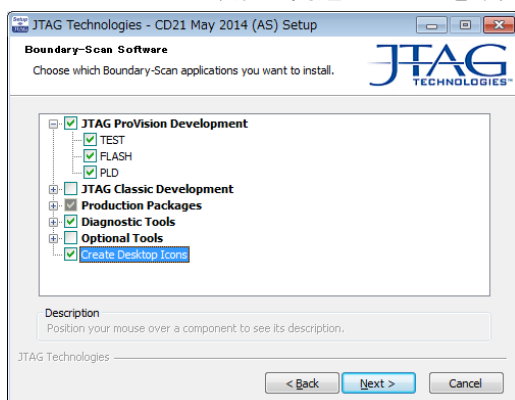 JTAG Technologies - CD21 May 2014 (AS) Setup
Boundary-Scan Software
Choose which Boundary-Scan applications you want to install.
JTAG
TECHNOLOGIES™
JTAG ProVision Development
TEST
FLASH
PLD
JTAG Classic Development
Production Packages
Diagnostic Tools
Optional Tools
Create Desktop Icons
Description
Position your mouse over a component to see its description.
JTAG Technologies
< Back
Next >
Cancel